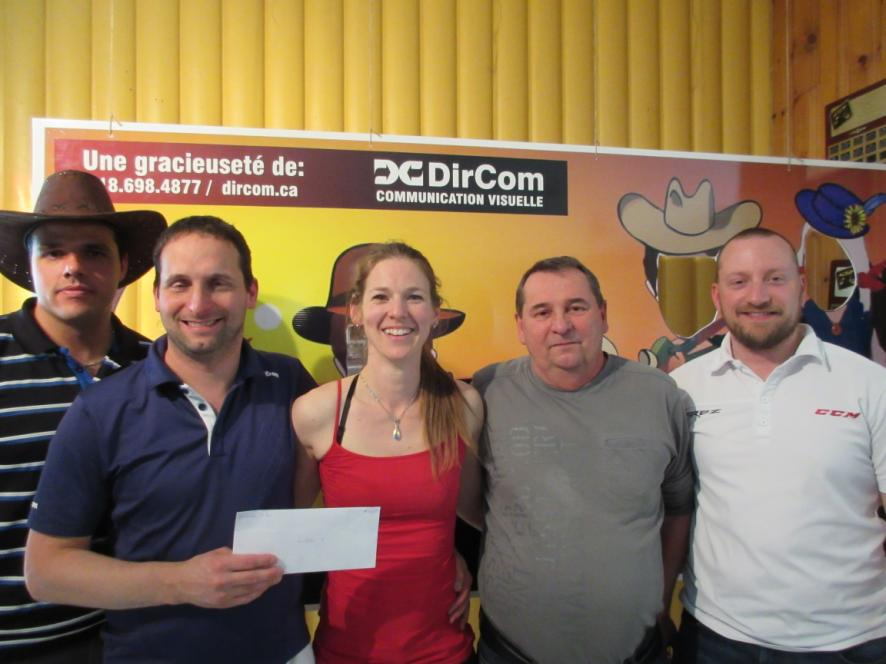 Une gracieuseté de:
18.698.4877 / dircom.ca
DirCom
COMMUNICATION VISUELLE
CCM